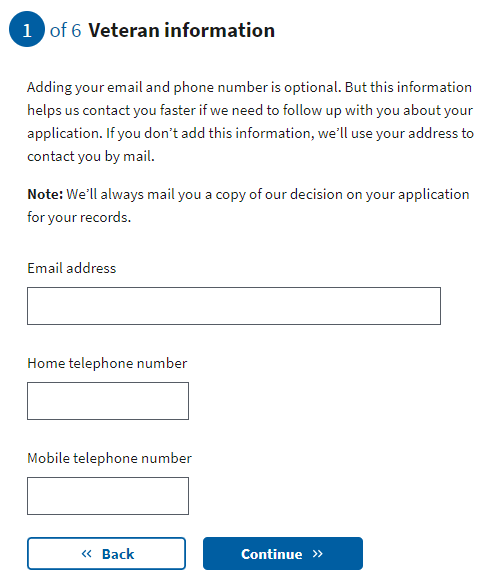 1 of 6 Veteran information
Adding your email and phone number is optional. But this information
helps us contact you faster if we need to follow up with you about your
application. If you don’t add this information, we’ll use your address to
contact you by mail.
Note: We’ll always mail you a copy of our decision on your application
for your records.
Email address
Home telephone number
Mobile telephone number
« Back
Continue »